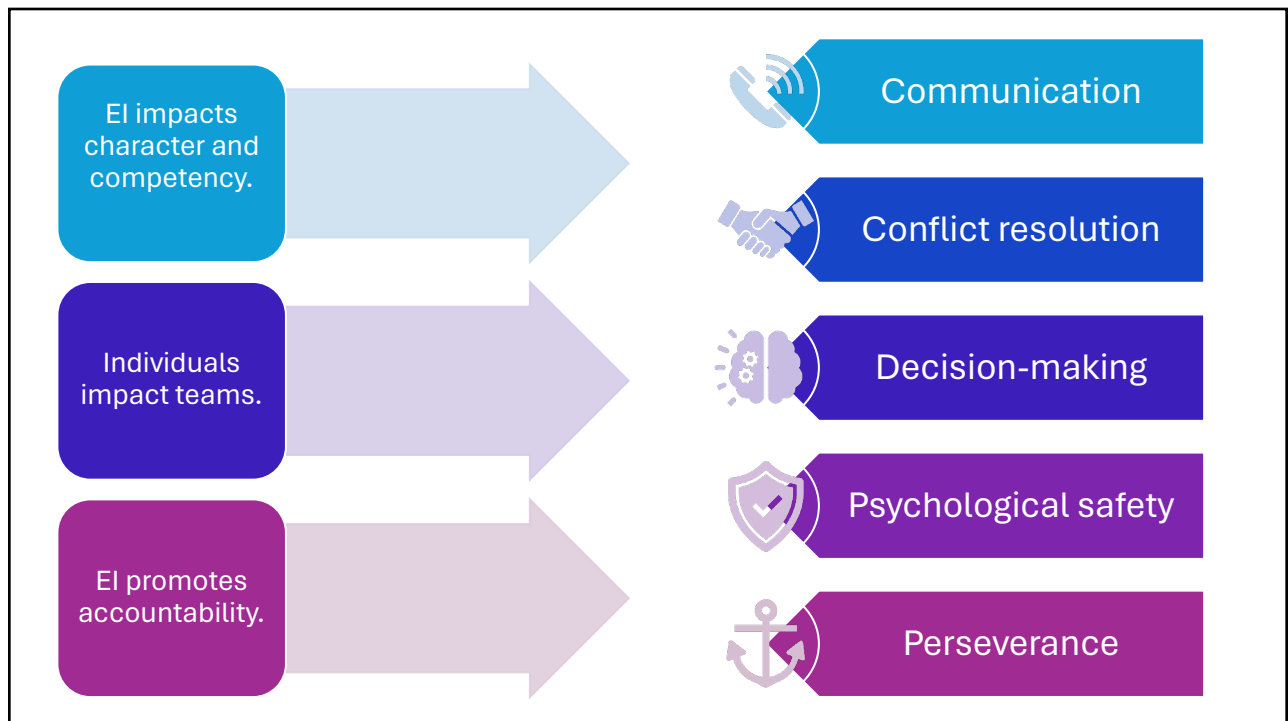 EI impacts
character and
competency.
Individuals
impact teams.
EI promotes
accountability.
Communication
Conflict resolution
Decision-making
Psychological safety
Perseverance